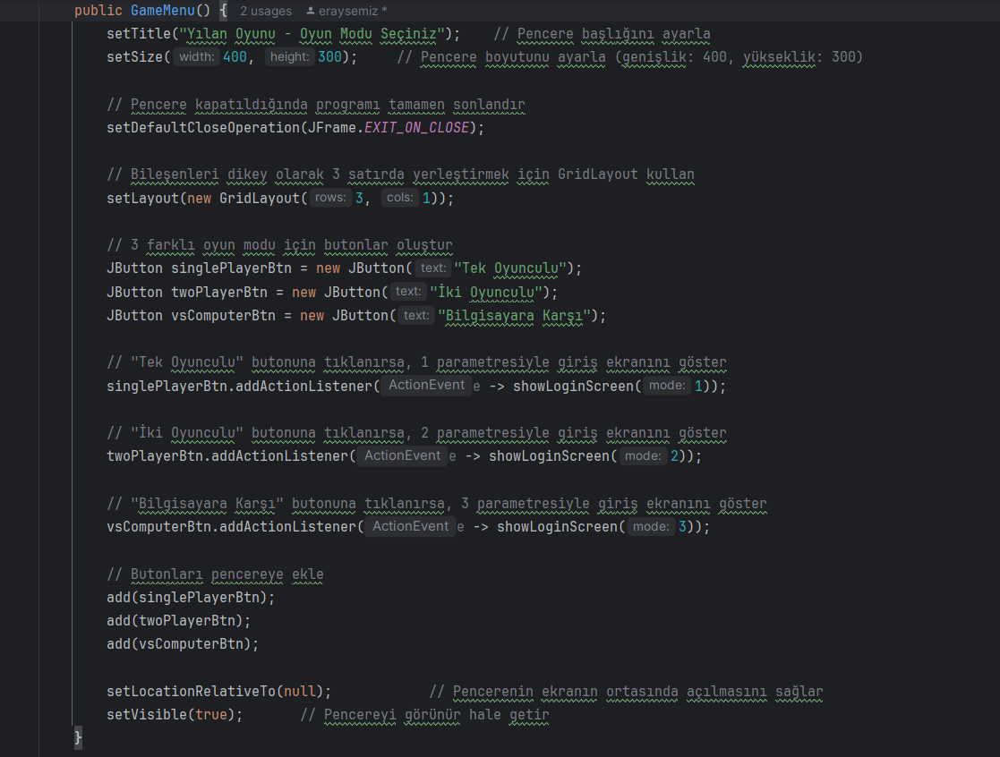 public GameMenu() { 2 usages eraysemiz *
setTitle("Yılan Oyunu - Oyun Modu Seçiniz"); // Pencere başlığını ayarla
setSize( width: 400, height: 300); // Pencere boyutunu ayarla (genişlik: 400, yükseklik: 300)
// Pencere kapatıldığında programı tamamen sonlandır
setDefaultCloseOperation(JFrame.EXIT_ON_CLOSE);
// Bileşenleri dikey olarak 3 satırda yerleştirmek için GridLayout kullan
setLayout(new GridLayout( rows: 3, cols: 1));
// 3 farklı oyun modu için butonlar oluştur
JButton singlePlayerBtn = new JButton( text: "Tek Oyunculu");
JButton twoPlayerBtn = new JButton( text: "İki Oyunculu");
JButton vsComputerBtn = new JButton( text: "Bilgisayara Karşı");
// "Tek Oyunculu" butonuna tıklanırsa, 1 parametresiyle giriş ekranını göster
singlePlayerBtn.addActionListener( ActionEvent e -> showLoginScreen( mode: 1));
// "İki Oyunculu" butonuna tıklanırsa, 2 parametresiyle giriş ekranını göster
twoPlayerBtn.addActionListener( ActionEvent e -> showLoginScreen( mode: 2));
// "Bilgisayara Karşı" butonuna tıklanırsa, 3 parametresiyle giriş ekranını göster
vsComputerBtn.addActionListener( ActionEvent e -> showLoginScreen( mode: 3));
// Butonları pencereye ekle
add(singlePlayerBtn);
add(twoPlayerBtn);
add(vsComputerBtn);
setLocationRelativeTo(null); // Pencerenin ekranın ortasında açılmasını sağlar
setVisible(true); // Pencereyi görünür hale getir
}